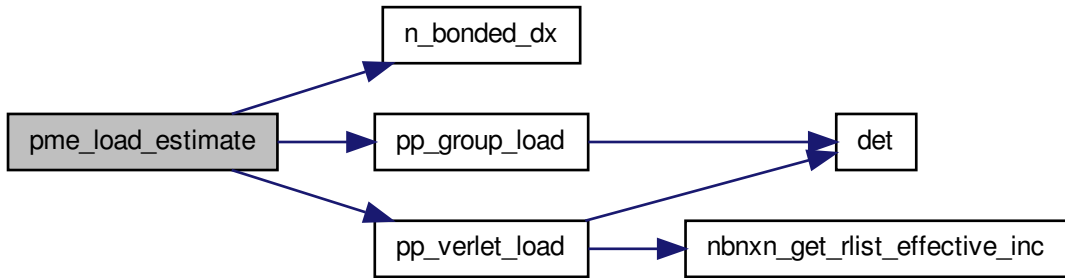 n_bonded_dx
pme_load_estimate
pp_group_load
det
pp_verlet_load
nbnxn_get_rlist_effective_inc